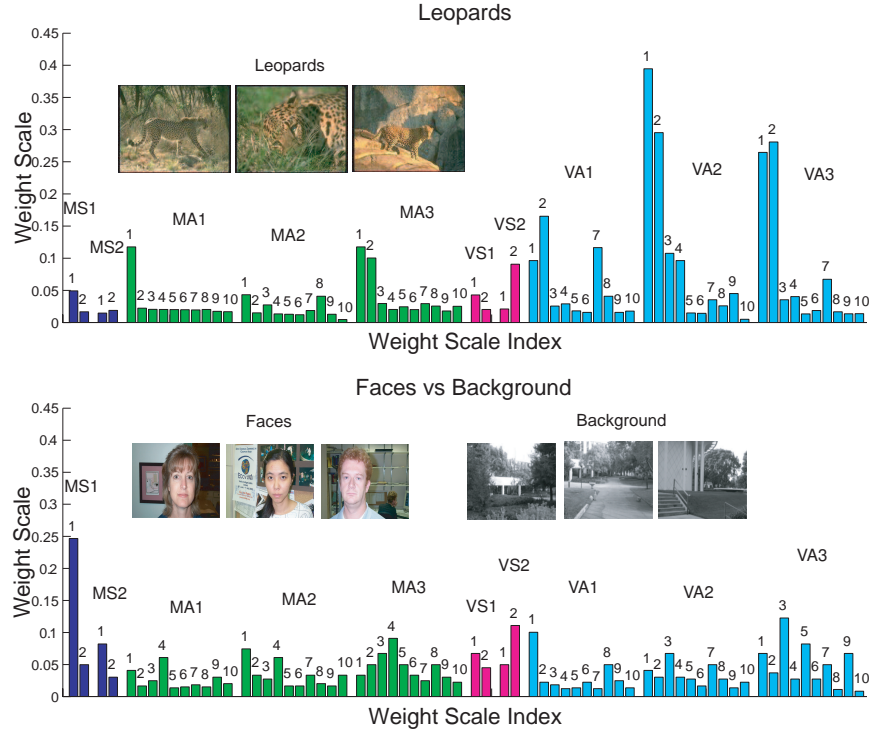 Leopards
0.45
0.4
0.35
0.3
0.25
0.2
0.15
0.1
0.05
0
Weight Scale
Leopards
MS1
1 2
MS2
1 2
MA1
1 2 3 4 5 6 7 8 9 10
MA2
1 2 3 4 5 6 7 8 9 10
MA3
1 2 3 4 5 6 7 8 9 10
VS1
1 2
VS2
1 2
VA1
1 2 3 4 5 6 7 8 9 10
VA2
1 2 3 4 5 6 7 8 9 10
VA3
1 2 3 4 5 6 7 8 9 10
Weight Scale Index
Faces vs Background
0.45
0.4
0.35
0.3
0.25
0.2
0.15
0.1
0.05
0
Weight Scale
Faces
Background
MS1
1 2
MS2
1 2
MA1
1 2 3 4 5 6 7 8 9 10
MA2
1 2 3 4 5 6 7 8 9 10
MA3
1 2 3 4 5 6 7 8 9 10
VS1
1 2
VS2
1 2
VA1
1 2 3 4 5 6 7 8 9 10
VA2
1 2 3 4 5 6 7 8 9 10
VA3
1 2 3 4 5 6 7 8 9 10
Weight Scale Index